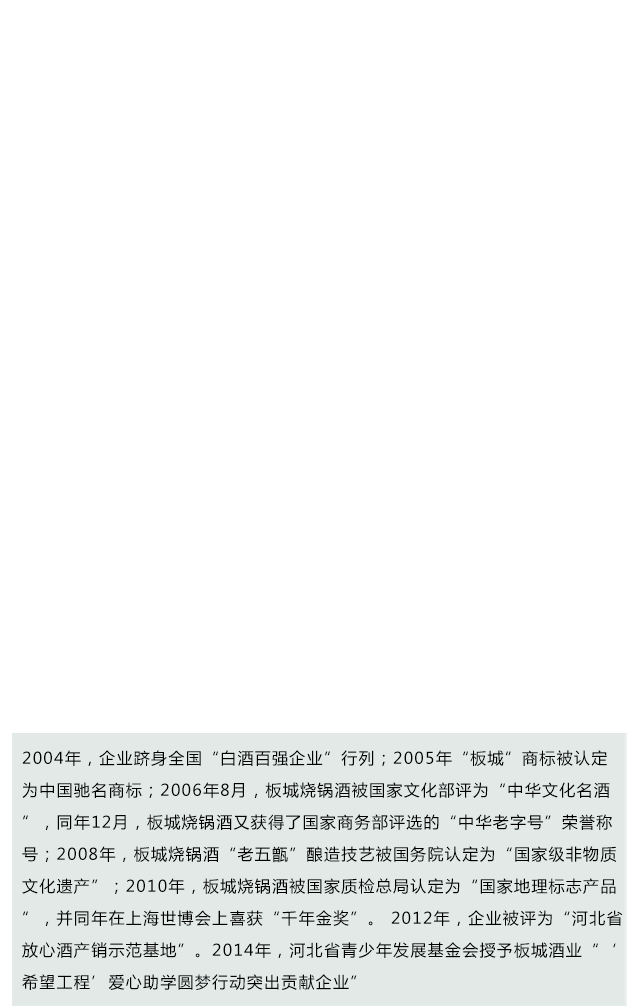 2004年，企业跻身全国“白酒百强企业”行列；2005年“板城”商标被认定
为中国驰名商标；2006年8月，板城烧锅酒被国家文化部评为“中华文化名酒
”，同年12月，板城烧锅酒又获得了国家商务部评选的“中华老字号”荣誉称
号；2008年，板城烧锅酒“老五甑”酿造技艺被国务院认定为“国家级非物质
文化遗产”；2010年，板城烧锅酒被国家质检总局认定为“国家地理标志产品
”，并同年在上海世博会上喜获“千年金奖”。 2012年，企业被评为“河北省
放心酒产销示范基地”。2014年，河北省青少年发展基金会授予板城酒业“‘
希望工程’爱心助学圆梦行动突出贡献企业”